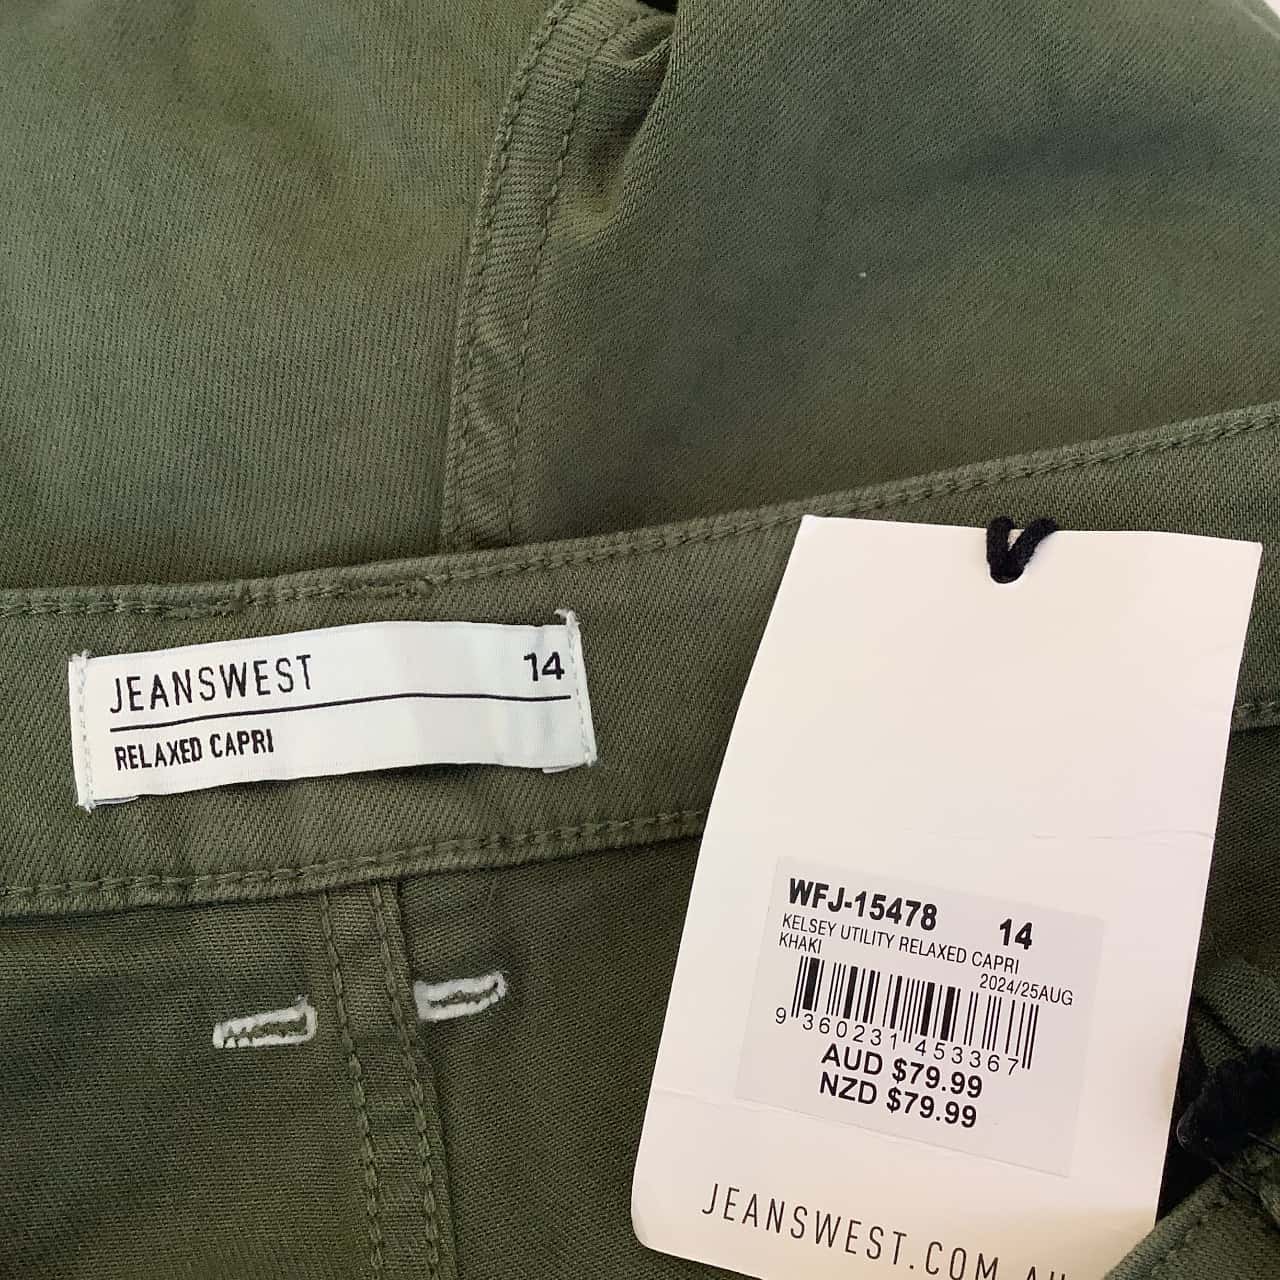 JEANSWEST 14
RELAXED CAPRI
WFJ-15478 14
KELSEY UTILITY RELAXED CAPRI
KHAKI
2024/25AUG
9 360231 453367
AUD $79.99
NZD $79.99
JEANSWEST.COM.AU